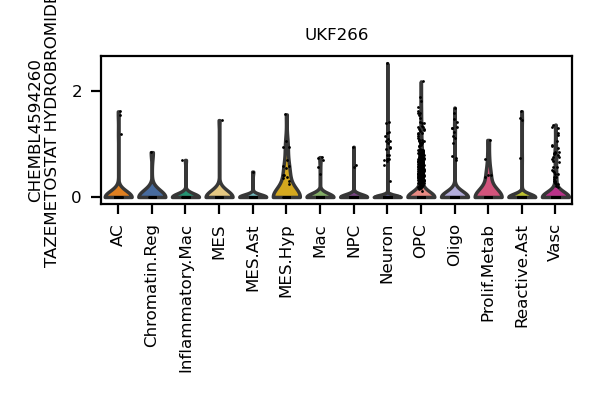 UKF266
CHEMBL4594260
TAZEMETOSTAT HYDROBROMIDE
2
0
AC
Chromatin.Reg
Inflammatory.Mac
MES
MES.Ast
MES.Hyp
Mac
NPC
Neuron
OPC
Oligo
Prolif.Metab
Reactive.Ast
Vasc